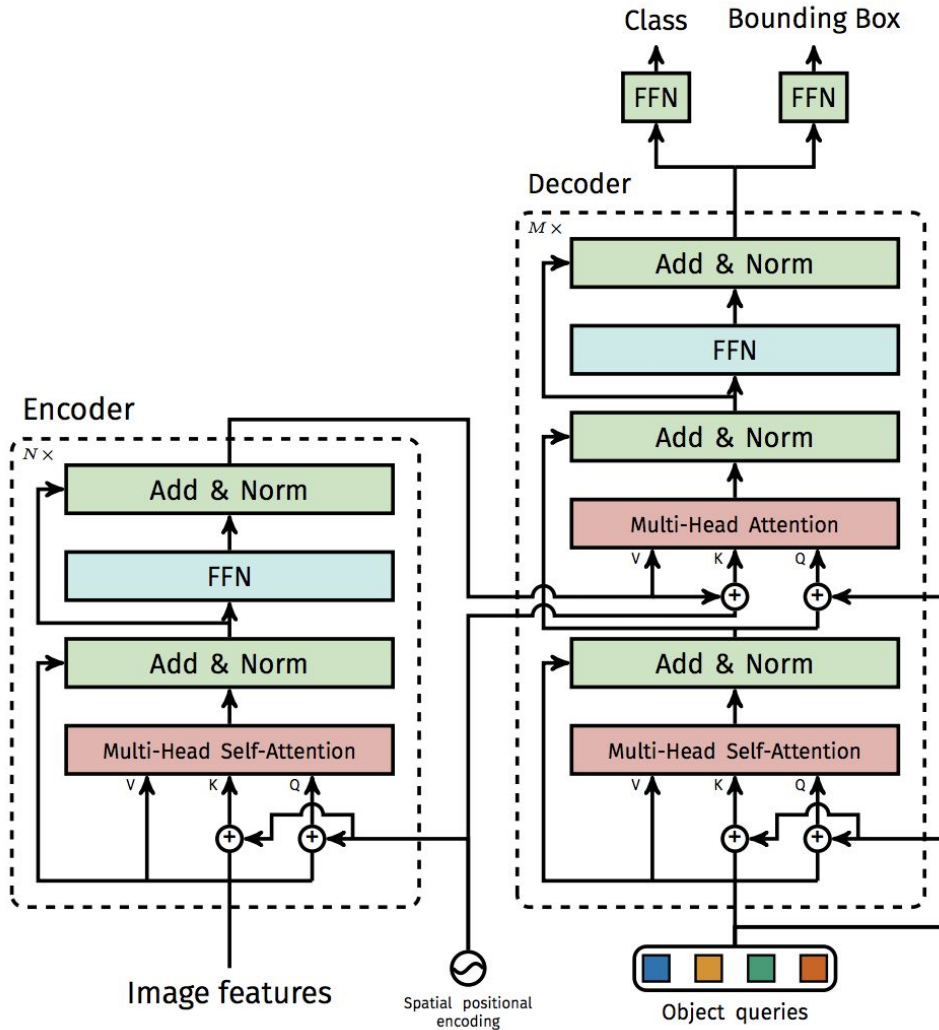 Class
Bounding Box
FFN
FFN
Decoder
M ×
Add & Norm
FFN
Add & Norm
Multi-Head Attention
V
K
Q
+
+
Add & Norm
Multi-Head Self-Attention
V
K
Q
+
+
Object queries
Encoder
N ×
Add & Norm
FFN
Add & Norm
Multi-Head Self-Attention
V
K
Q
+
+
Image features
Spatial positional
encoding